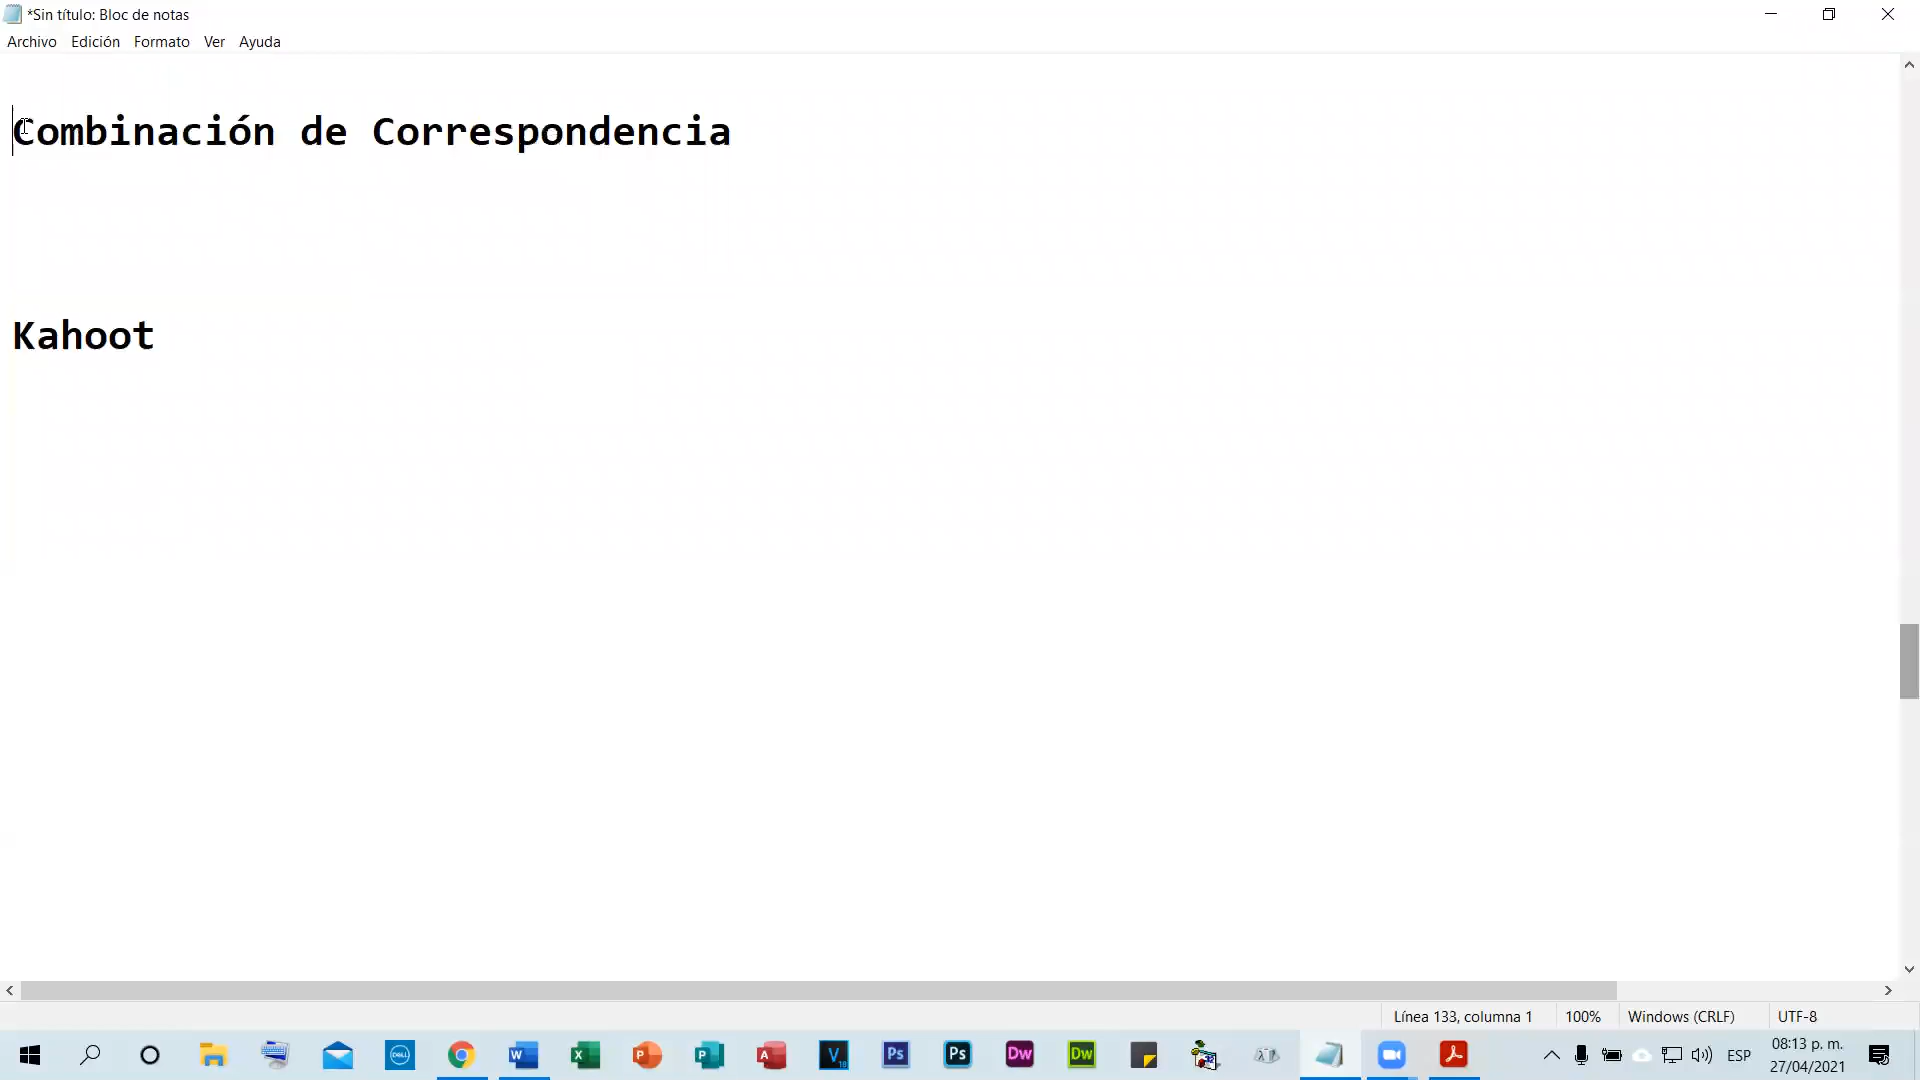 *Sin título: Bloc de notas
Archivo Edición Formato Ver Ayuda
Combinación de Correspondencia
Kahoot
Línea 133, columna 1 100% Windows (CRLF) UTF-8
08:13 p. m.
ESP
27/04/2021